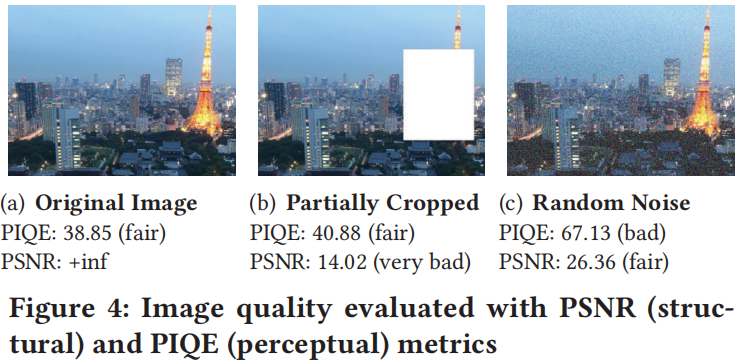 (a) Original Image
PIQE: 38.85 (fair)
PSNR: +inf
(b) Partially Cropped
PIQE: 40.88 (fair)
PSNR: 14.02 (very bad)
(c) Random Noise
PIQE: 67.13 (bad)
PSNR: 26.36 (fair)
Figure 4: Image quality evaluated with PSNR (struc-
tural) and PIQE (perceptual) metrics